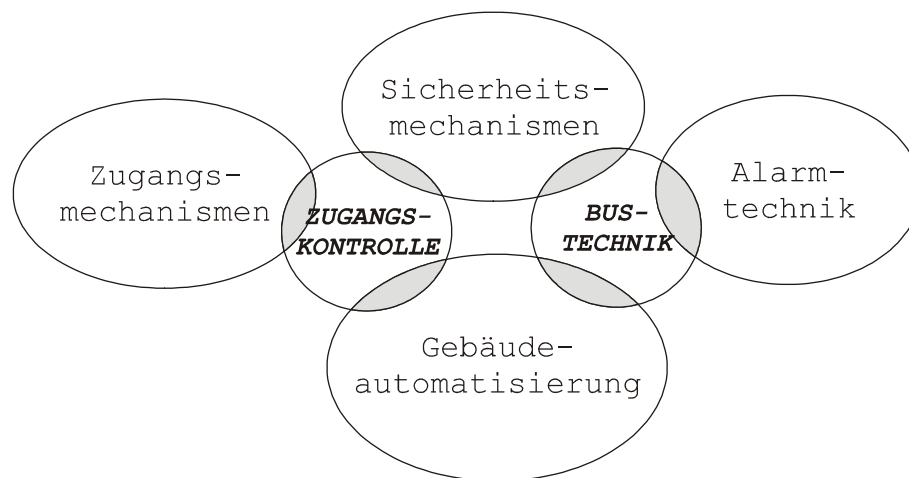 Sicherheits-
mechanismen
Zugangs-
mechanismen
Alarm-
technik
ZUGANGS-
KONTROLLE
BUS-
TECHNIK
Gebäude-
automatisierung